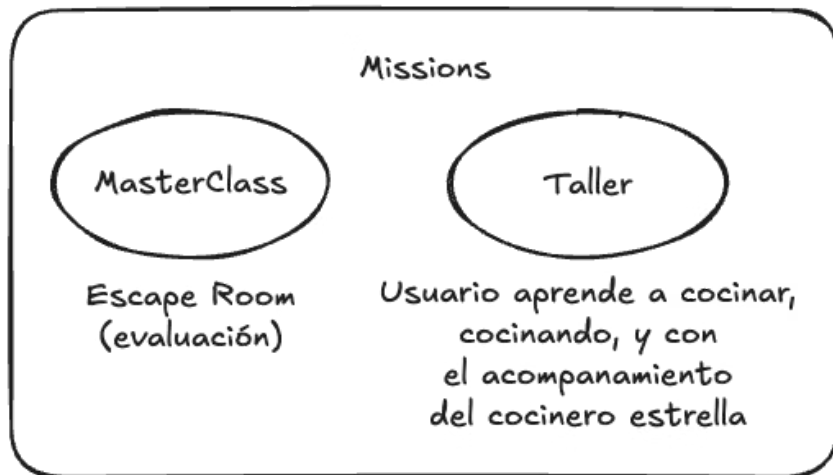 Missions
MasterClass
Escape Room
(evaluación)
Taller
Usuario aprende a cocinar,
cocinando, y con
el acompanamiento
del cocinero estrella